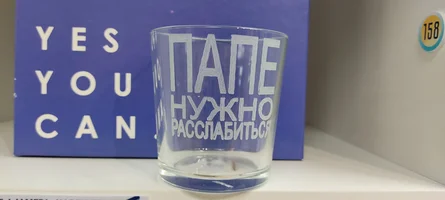 YES
YOU
CAN.
ПАПЕ
НУЖНО
РАССЛАБИТЬСЯ
158